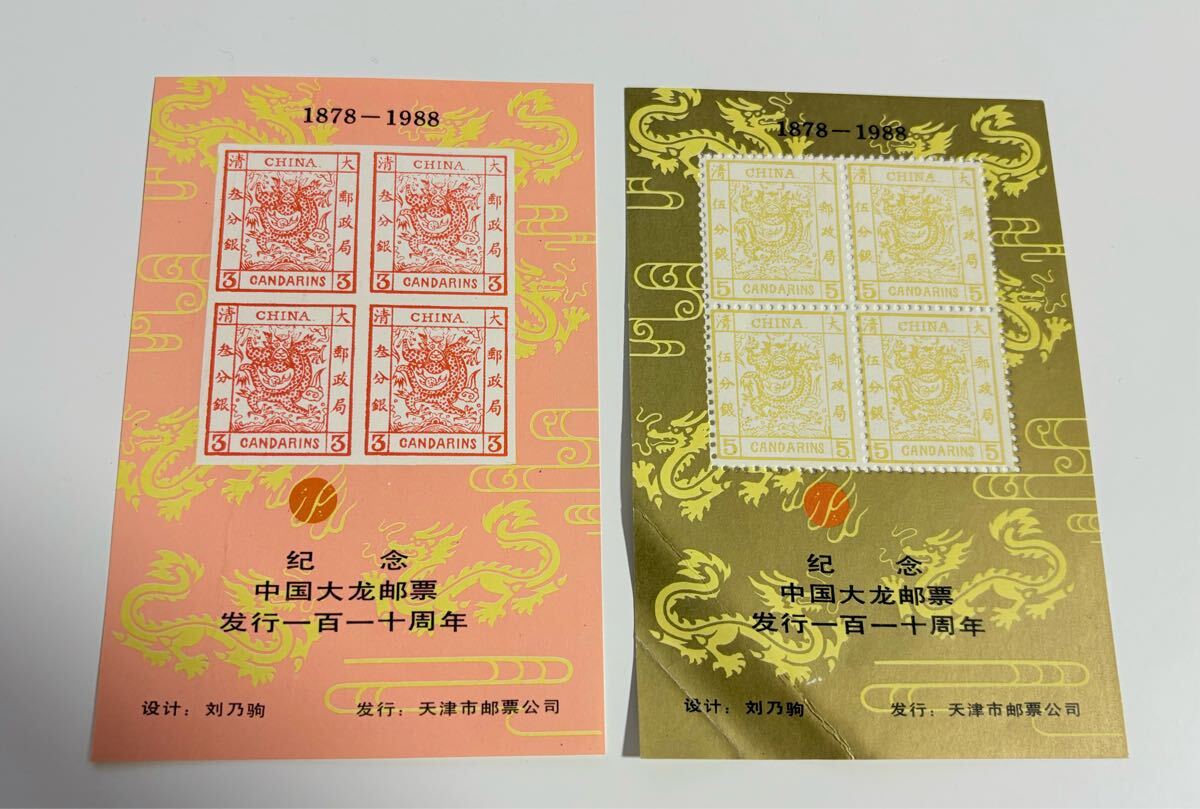 1878－1988
清 CHINA. 大
叁分銀
郵政局
3 CANDARINS 3
清 CHINA. 大
叁分銀
郵政局
3 CANDARINS 3
清 CHINA. 大
叁分銀
郵政局
3 CANDARINS 3
清 CHINA. 大
叁分銀
郵政局
3 CANDARINS 3
纪 念
中国大龙邮票
发行一百一十周年
设计：刘乃驹 发行：天津市邮票公司
1878－1988
清 CHINA. 大
伍分銀
郵政局
5 CANDARINS 5
清 CHINA. 大
伍分銀
郵政局
5 CANDARINS 5
清 CHINA. 大
伍分銀
郵政局
5 CANDARINS 5
清 CHINA. 大
伍分銀
郵政局
5 CANDARINS 5
纪 念
中国大龙邮票
发行一百一十周年
设计：刘乃驹 发行：天津市邮票公司